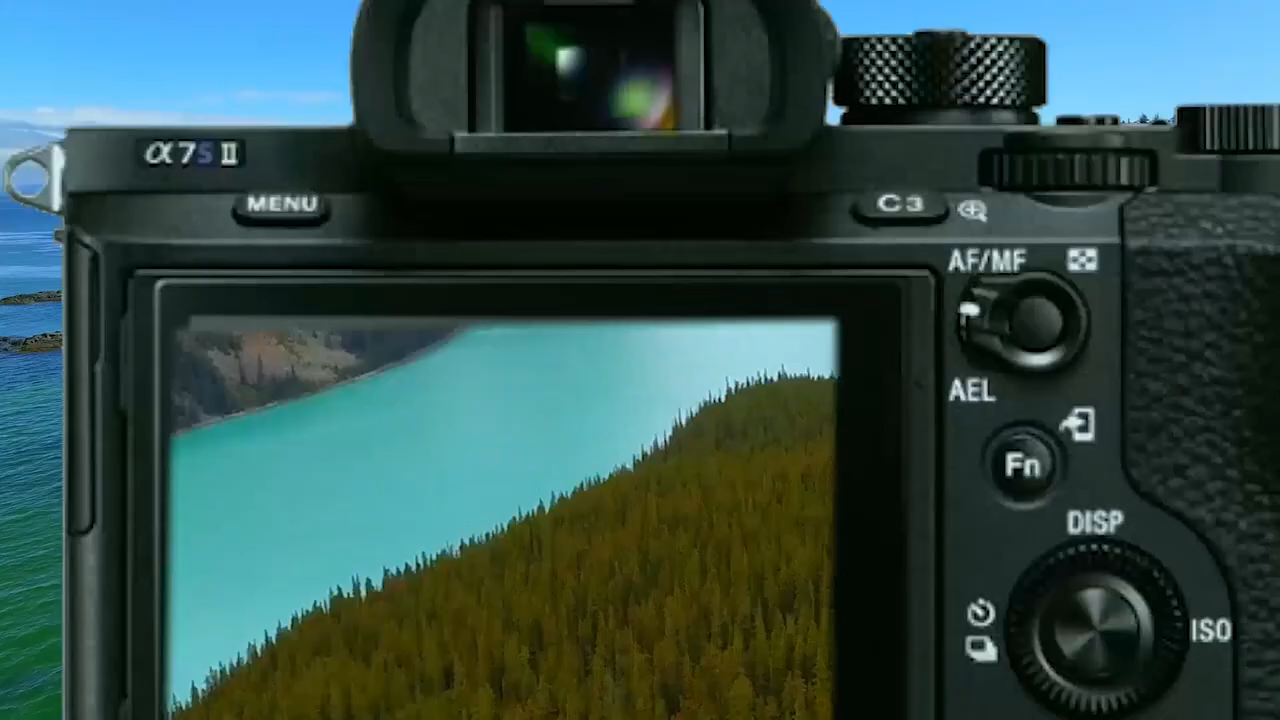 α7S II
MENU
C3
AF/MF
AEL
Fn
DISP
ISO